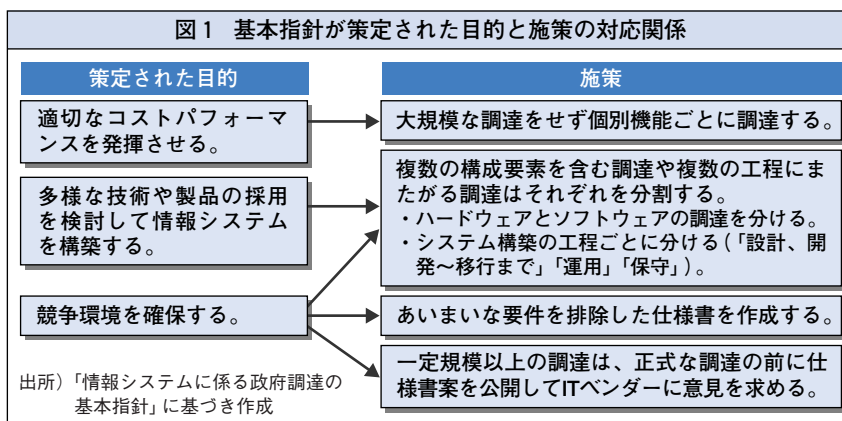 図1 基本指針が策定された目的と施策の対応関係
策定された目的
施策
適切なコストパフォーマ
ンスを発揮させる。
大規模な調達をせず個別機能ごとに調達する。
多様な技術や製品の採用
を検討して情報システム
を構築する。
複数の構成要素を含む調達や複数の工程にま
たがる調達はそれぞれを分割する。
・ハードウェアとソフトウェアの調達を分ける。
・システム構築の工程ごとに分ける(「設計、開
発～移行まで」「運用」「保守」)。
競争環境を確保する。
あいまいな要件を排除した仕様書を作成する。
一定規模以上の調達は、正式な調達の前に仕
様書案を公開してITベンダーに意見を求める。
出所)「情報システムに係る政府調達の
基本指針」に基づき作成